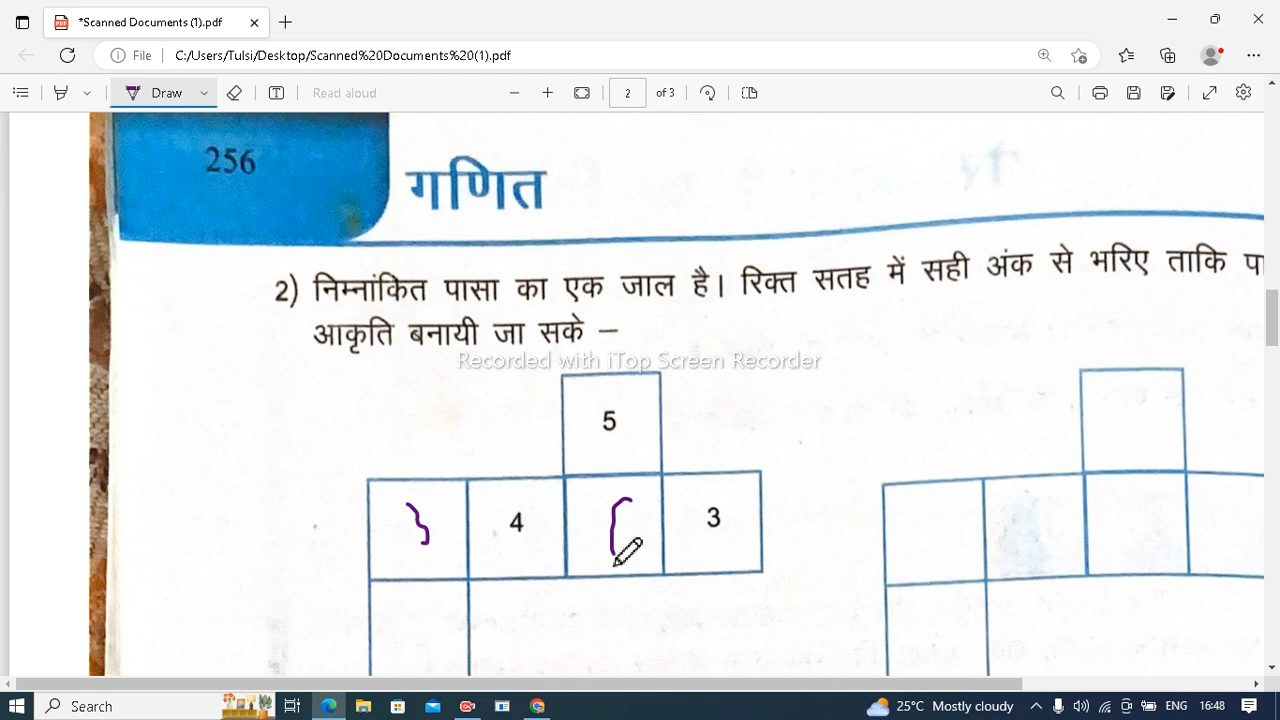 *Scanned Documents (1).pdf
File C:/Users/Tulsi/Desktop/Scanned%20Documents%20(1).pdf
Draw Read aloud 2 of 3
256
गणित
2) निम्नांकित पासा का एक जाल है। रिक्त सतह में सही अंक से भरिए ताकि
आकृति बनायी जा सके –
Recorded with iTop Screen Recorder
5
4 3
Search 25°C Mostly cloudy ENG 16:48